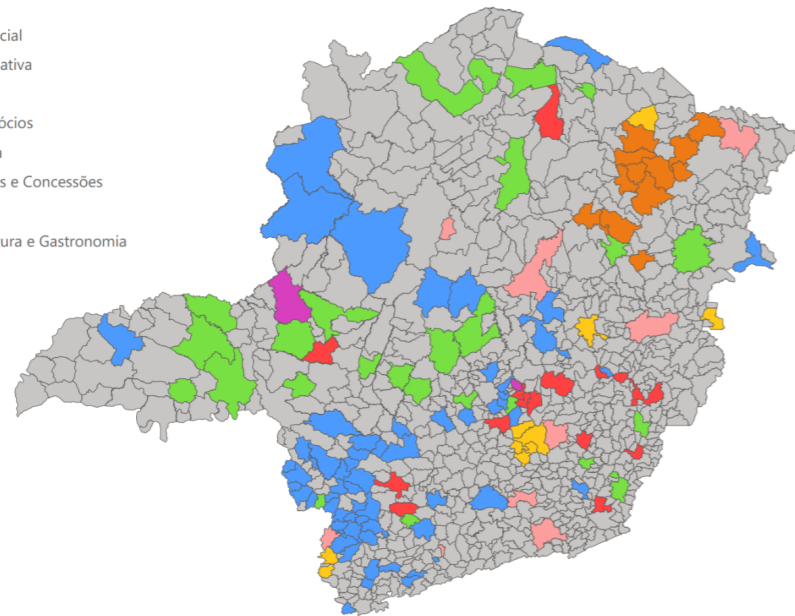 cial
ativa
ócios
a
s e Concessões
ura e Gastronomia